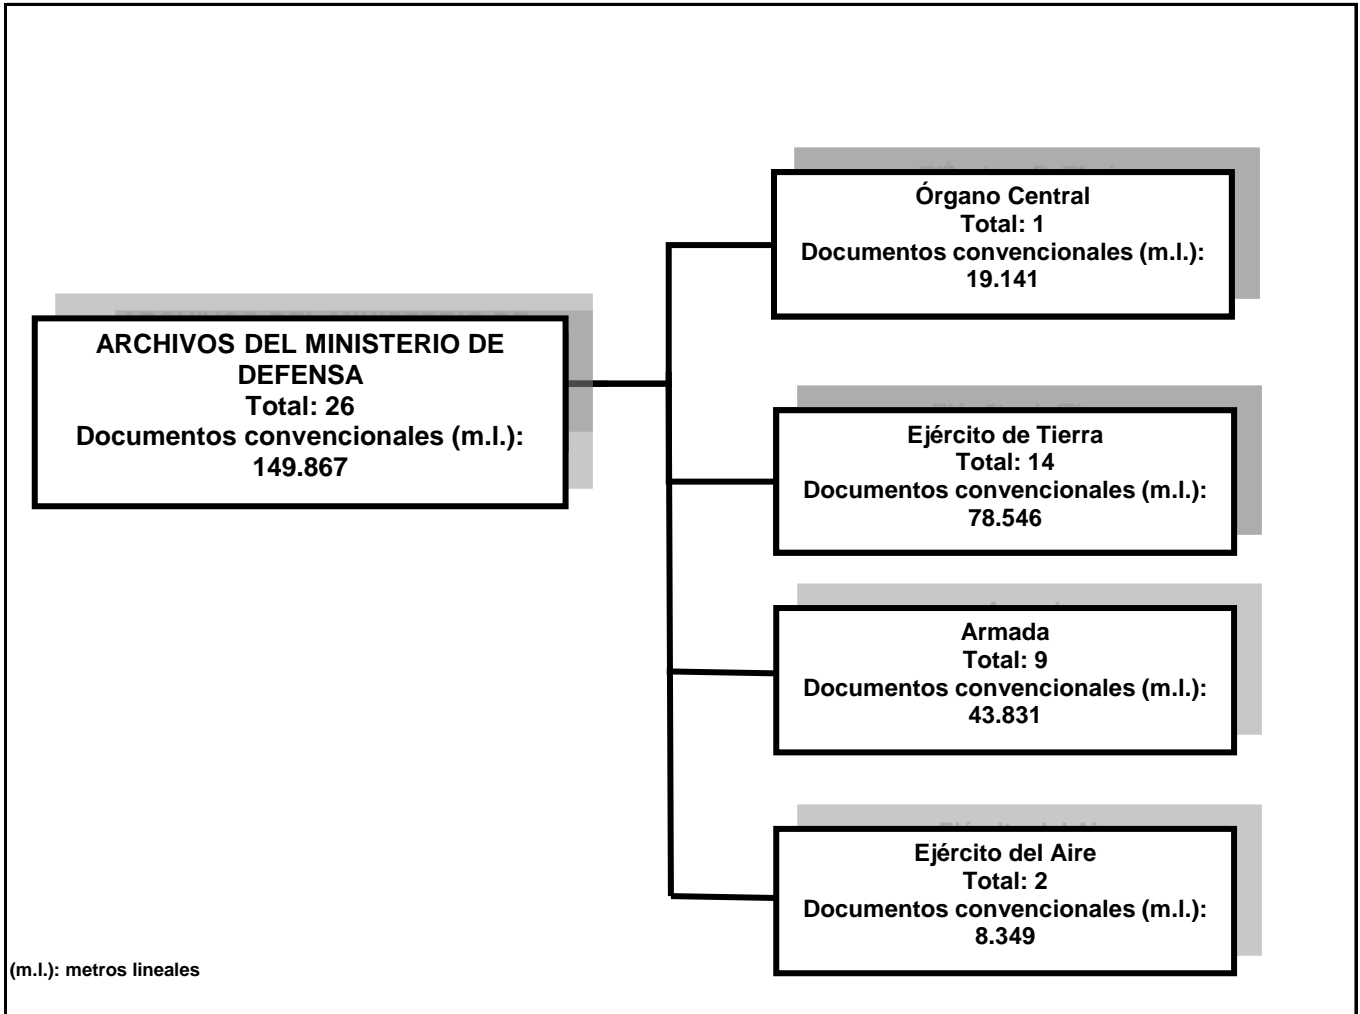 Órgano Central
Total: 1
Documentos convencionales (m.l.):
19.141
ARCHIVOS DEL MINISTERIO DE
DEFENSA
Total: 26
Documentos convencionales (m.l.):
149.867
Ejército de Tierra
Total: 14
Documentos convencionales (m.l.):
78.546
Armada
Total: 9
Documentos convencionales (m.l.):
43.831
Ejército del Aire
Total: 2
Documentos convencionales (m.l.):
8.349
(m.l.): metros lineales